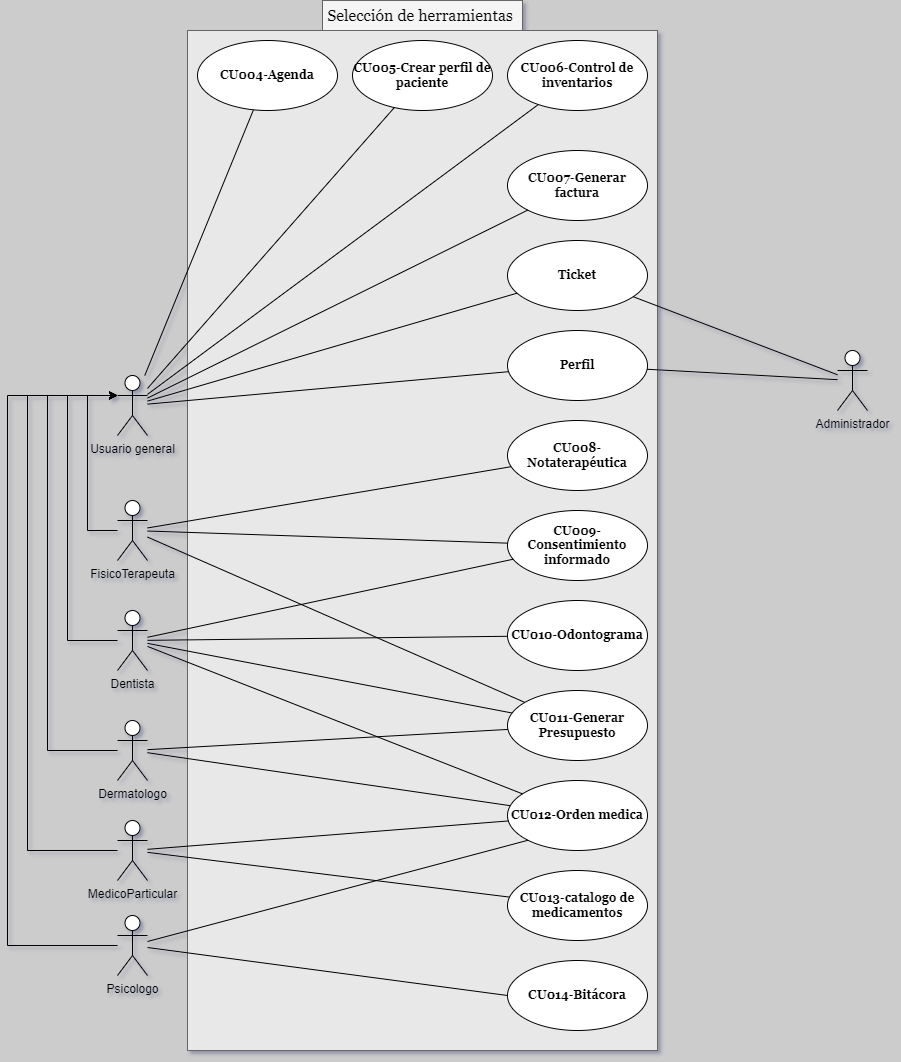 Selección de herramientas
CU004-Agenda
CU005-Crear perfil de
paciente
CU006-Control de
inventarios
CU007-Generar
factura
Ticket
Perfil
Administrador
Usuario general
CU008-
Notaterapéutica
FisicoTerapeuta
CU009-
Consentimiento
informado
CU010-Odontograma
Dentista
CU011-Generar
Presupuesto
Dermatologo
CU012-Orden medica
MedicoParticular
CU013-catalogo de
medicamentos
Psicologo
CU014-Bitácora